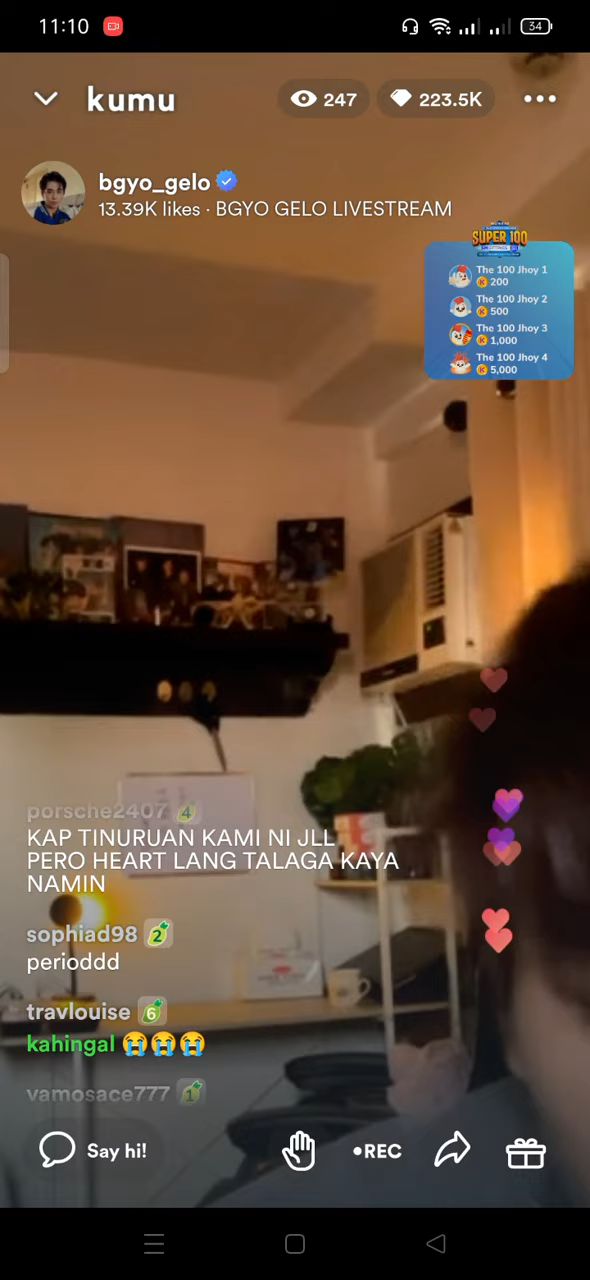 11:10
34
kumu
247
223.5K
bgyo_gelo
13.39K likes · BGYO GELO LIVESTREAM
SUPER 100
The 100 Jhoy 1
200
The 100 Jhoy 2
500
The 100 Jhoy 3
1,000
The 100 Jhoy 4
5,000
porsche2407 4
KAP TINURUAN KAMI NI JLL
PERO HEART LANG TALAGA KAYA
NAMIN
sophiad98 2
perioddd
travlouise 6
kahingal 😭😭😭
vamosace777 1
Say hi!
•REC